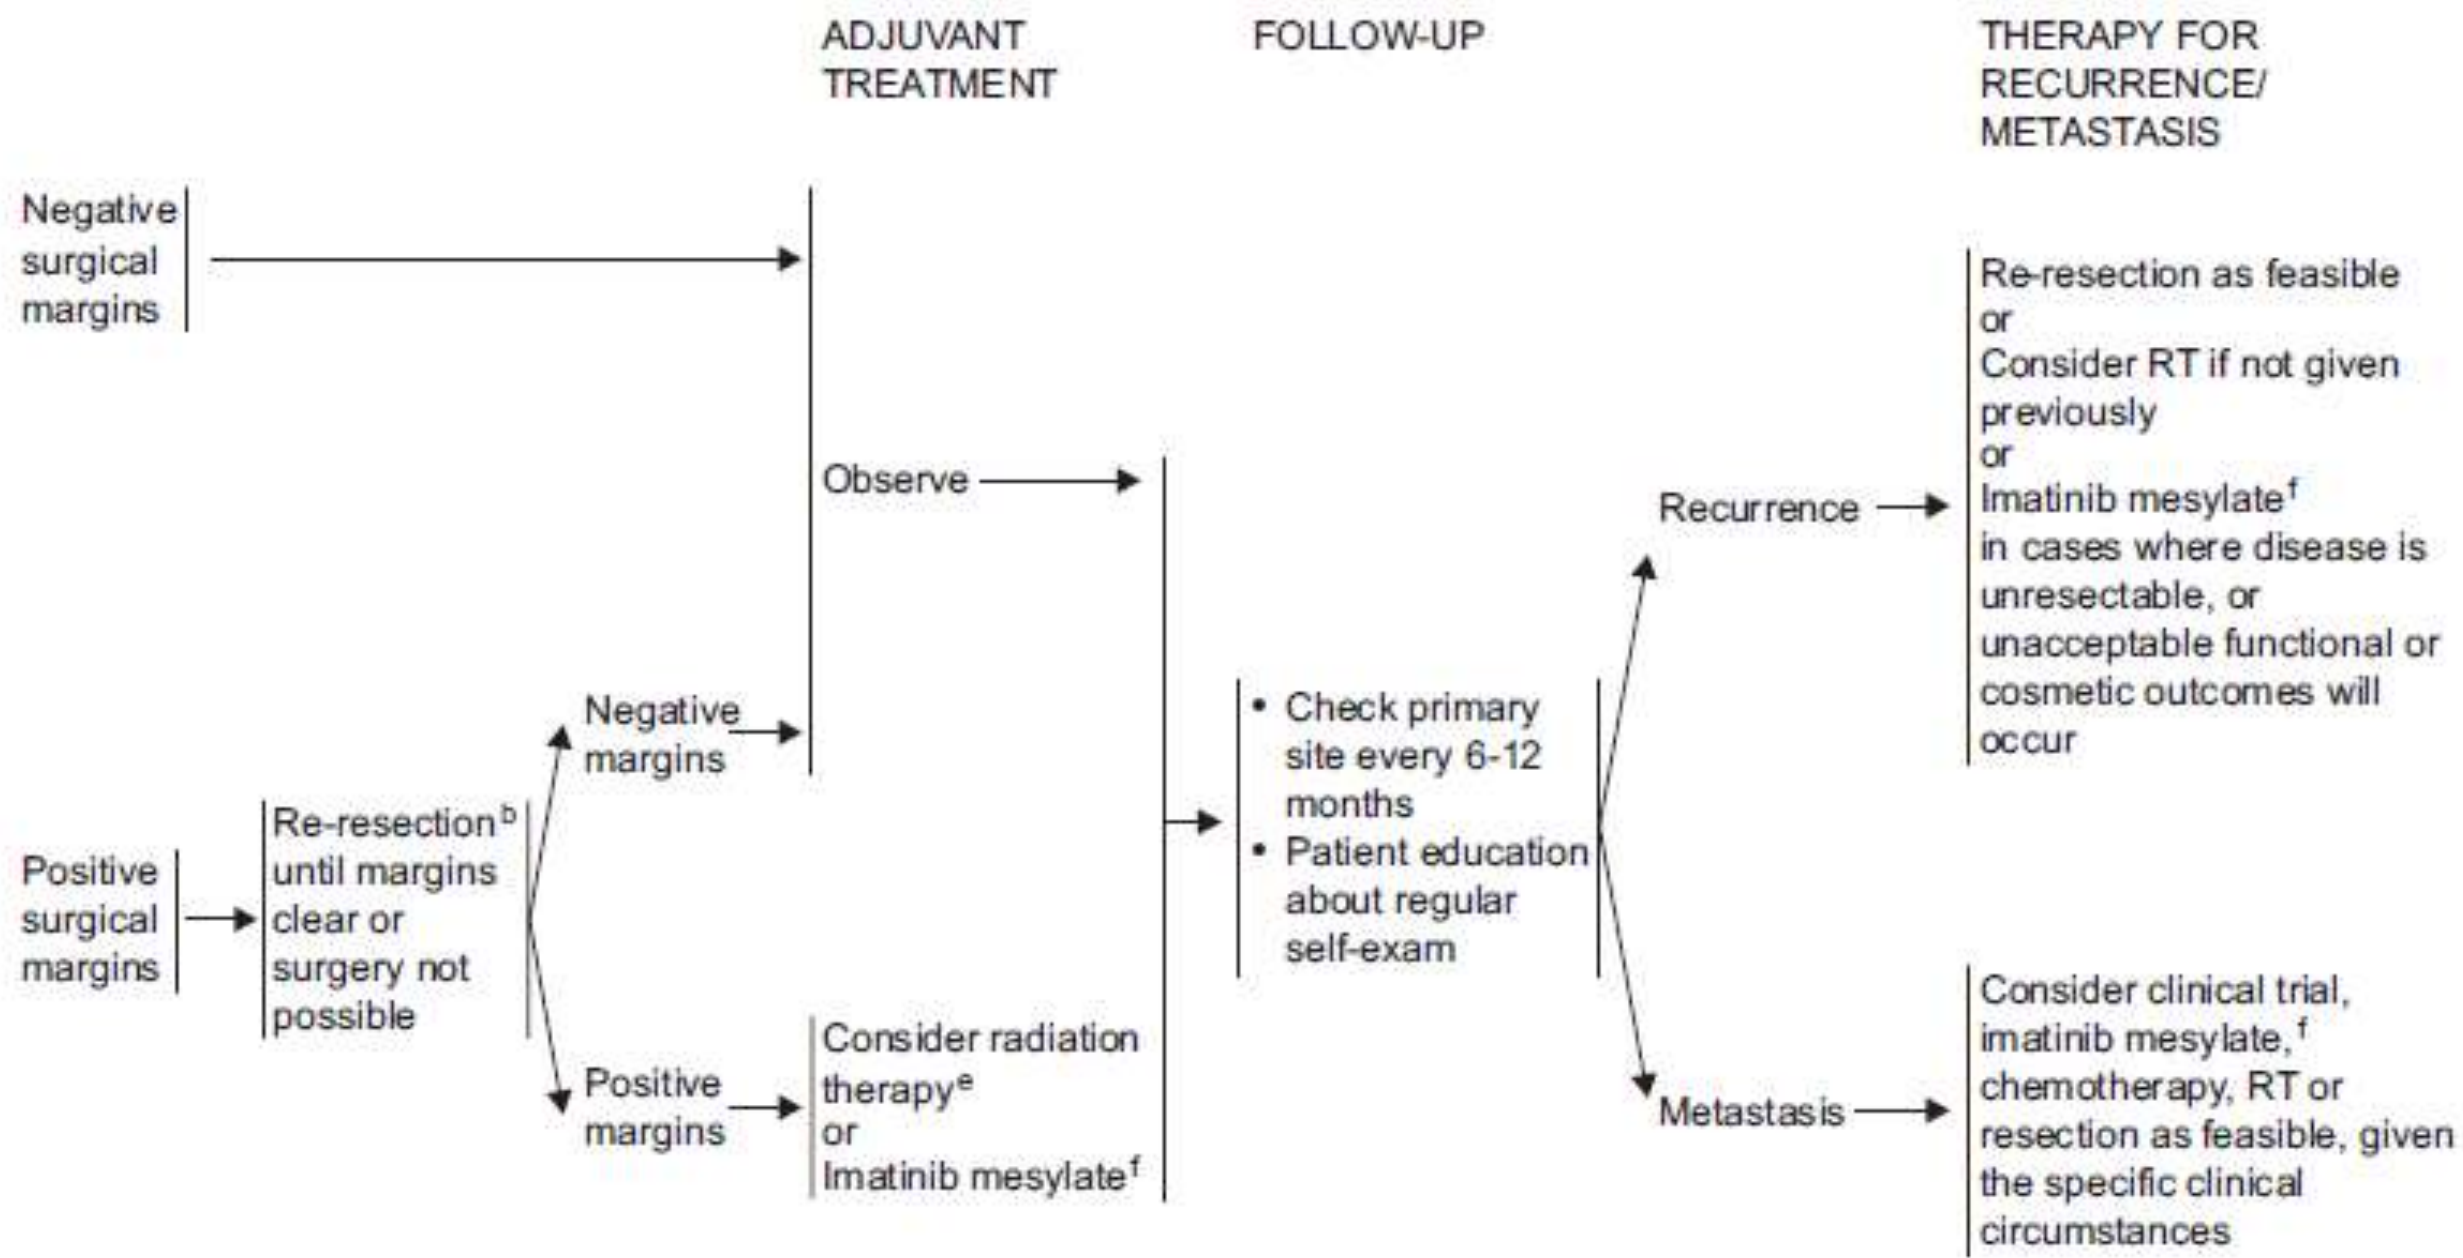 ADJUVANT
TREATMENT
FOLLOW-UP
THERAPY FOR
RECURRENCE/
METASTASIS
Negative
surgical
margins
Positive
surgical
margins
Re-resection b
until margins
clear or
surgery not
possible
Negative
margins
Positive
margins
Observe
Consider radiation
therapy e
or
Imatinib mesylate f
• Check primary
site every 6-12
months
• Patient education
about regular
self-exam
Recurrence
Metastasis
Re-resection as feasible
or
Consider RT if not given
previously
or
Imatinib mesylate f
in cases where disease is
unresectable, or
unacceptable functional or
cosmetic outcomes will
occur
Consider clinical trial,
imatinib mesylate, f
chemotherapy, RT or
resection as feasible, given
the specific clinical
circumstances